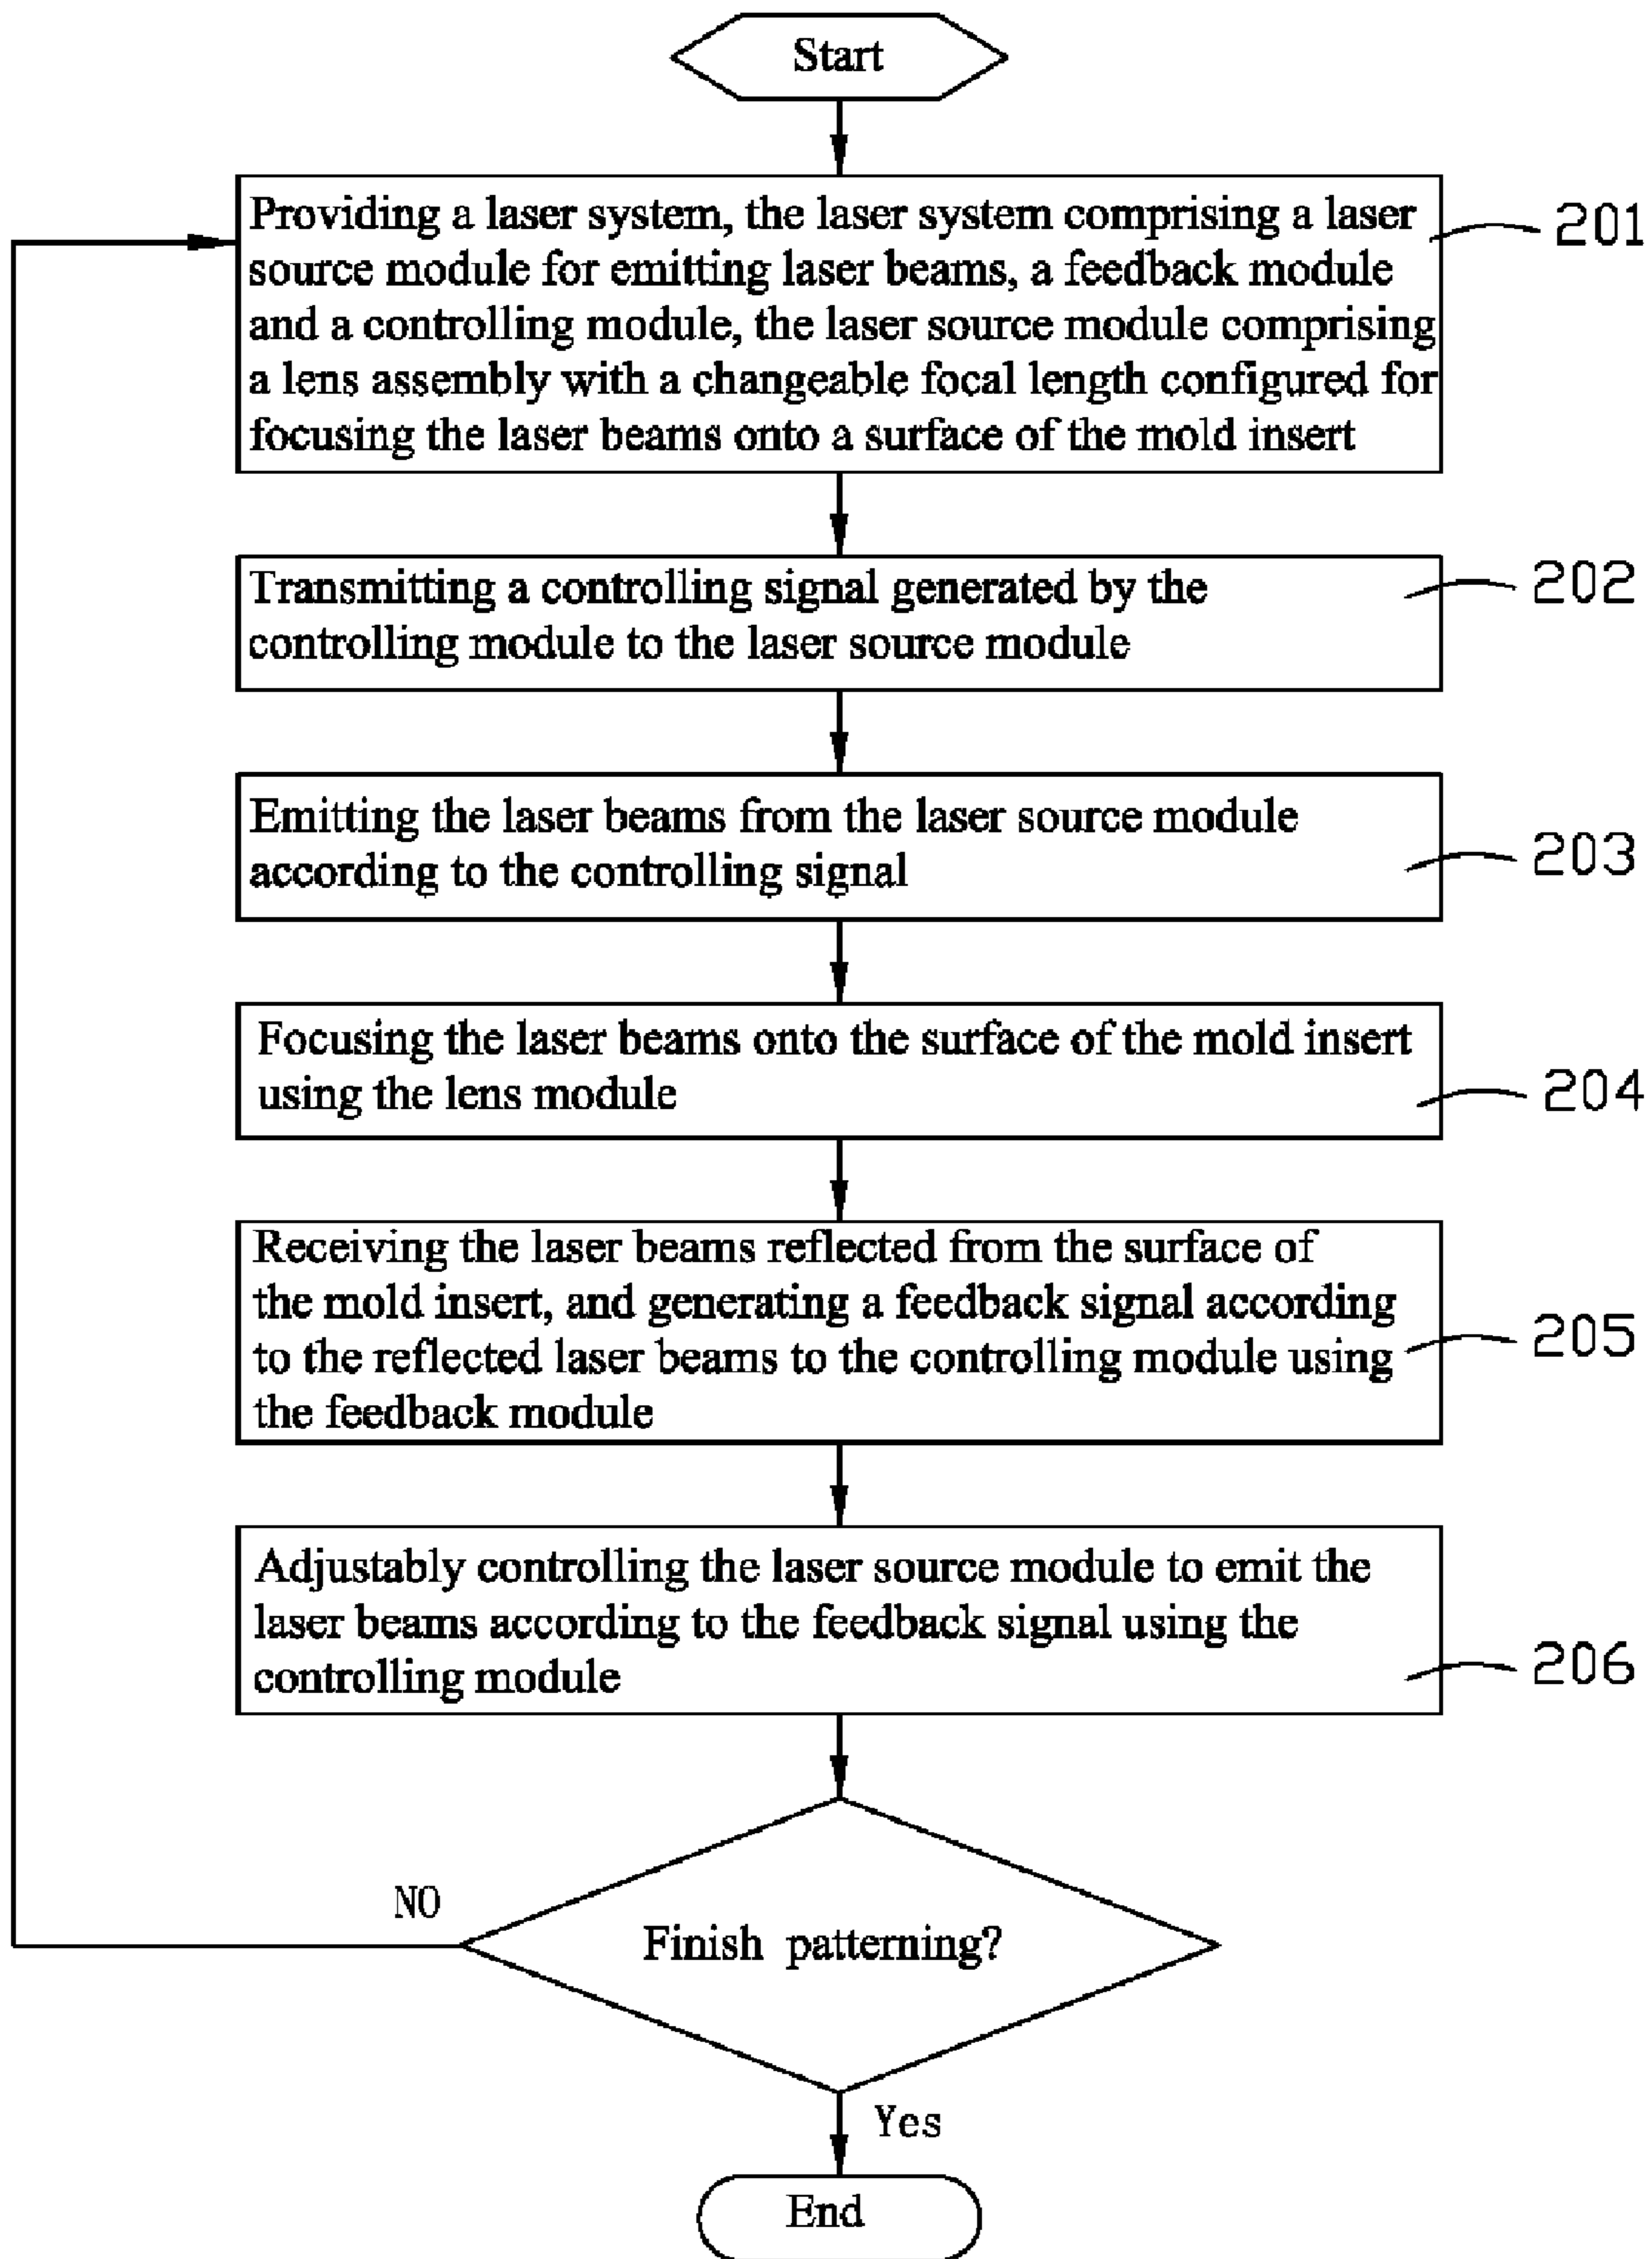 Start
Providing a laser system, the laser system comprising a laser
source module for emitting laser beams, a feedback module
and a controlling module, the laser source module comprising
a lens assembly with a changeable focal length configured for
focusing the laser beams onto a surface of the mold insert
201
Transmitting a controlling signal generated by the
controlling module to the laser source module
202
Emitting the laser beams from the laser source module
according to the controlling signal
203
Focusing the laser beams onto the surface of the mold insert
using the lens module
204
Receiving the laser beams reflected from the surface of
the mold insert, and generating a feedback signal according
to the reflected laser beams to the controlling module using
the feedback module
205
Adjustably controlling the laser source module to emit the
laser beams according to the feedback signal using the
controlling module
206
NO
Finish patterning?
Yes
End